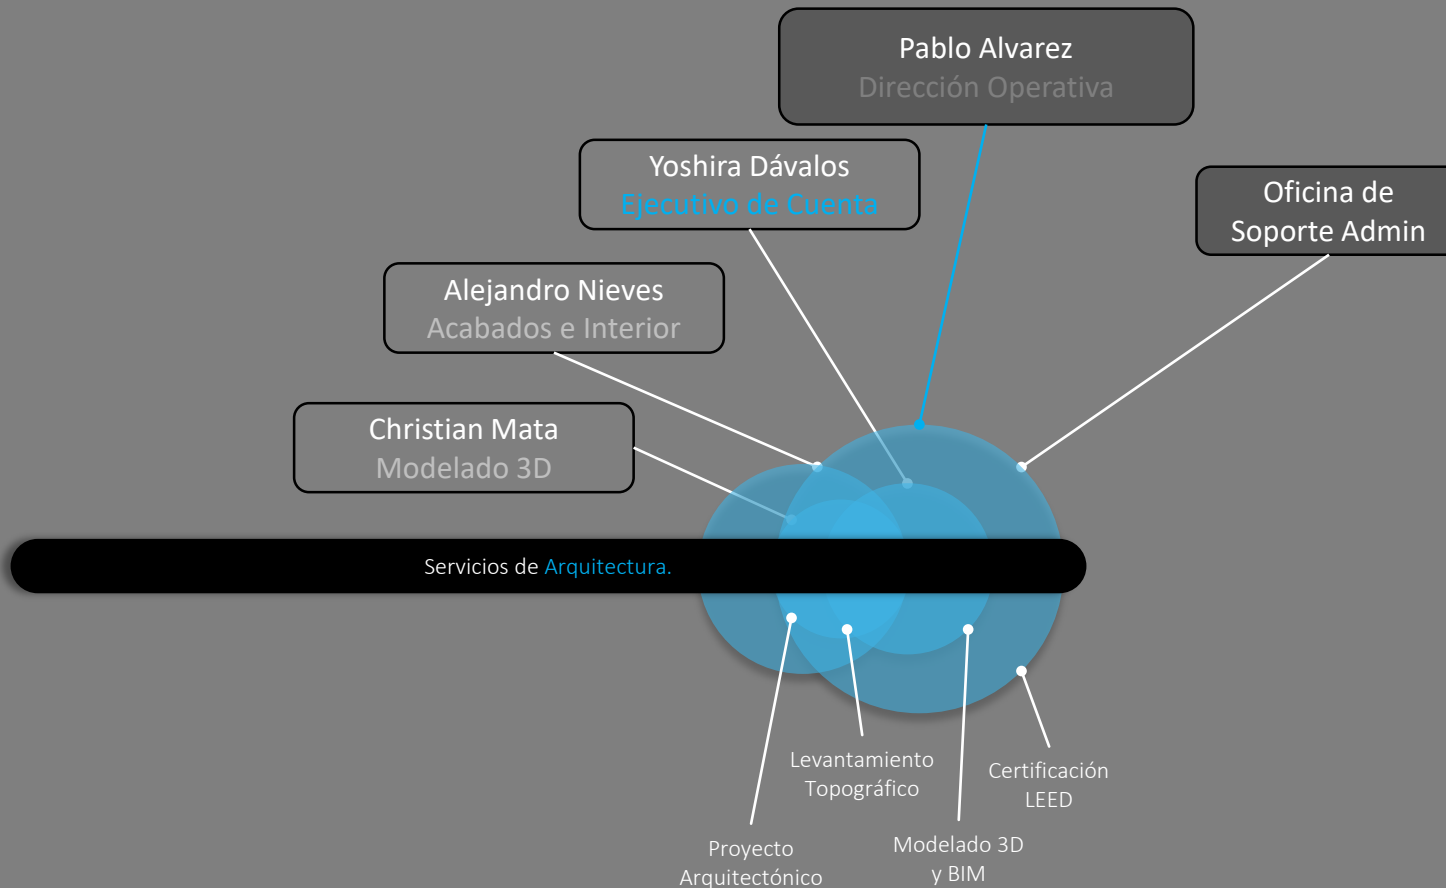 Pablo Alvarez
Dirección Operativa
Yoshira Dávalos
Ejecutivo de Cuenta
Oficina de
Soporte Admin
Alejandro Nieves
Acabados e Interior
Christian Mata
Modelado 3D
Servicios de Arquitectura.
Levantamiento
Topográfico
Certificación
LEED
Proyecto
Arquitectónico
Modelado 3D
y BIM